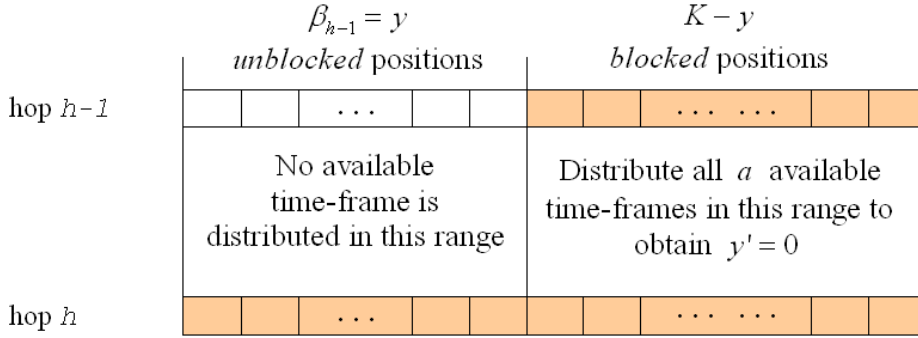 β_{h-1} = y
K − y
unblocked positions
blocked positions
hop h-1
...
... ...
No available
time-frame is
distributed in this range
Distribute all a available
time-frames in this range to
obtain y' = 0
hop h
...
... ...